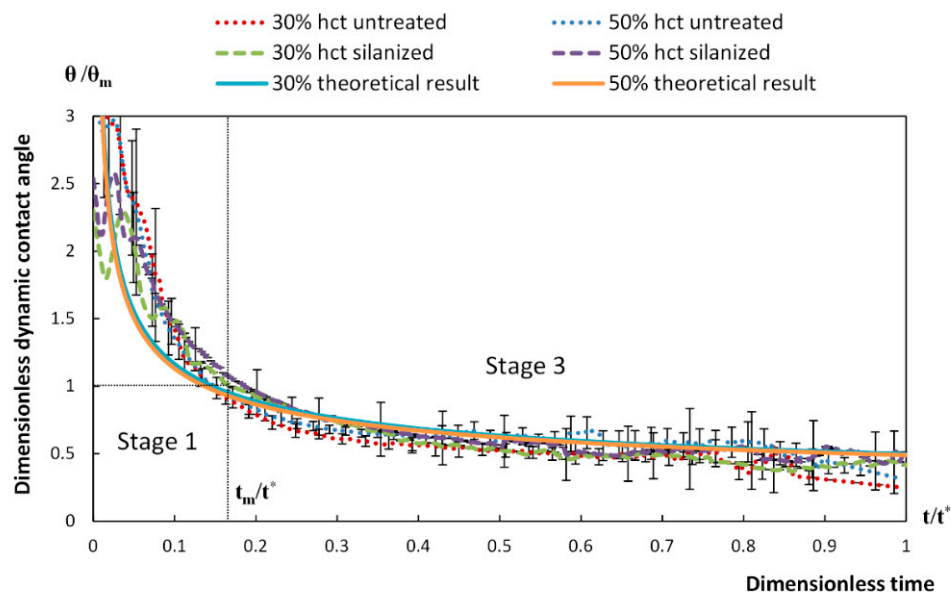 30% hct untreated 50% hct untreated
30% hct silanized 50% hct silanized
30% theoretical result 50% theoretical result
θ/θm
3
2.5
2
1.5
1
0.5
0
Dimensionless dynamic contact angle
Stage 3
Stage 1
tm/t*
t/t*
0 0.1 0.2 0.3 0.4 0.5 0.6 0.7 0.8 0.9 1
Dimensionless time